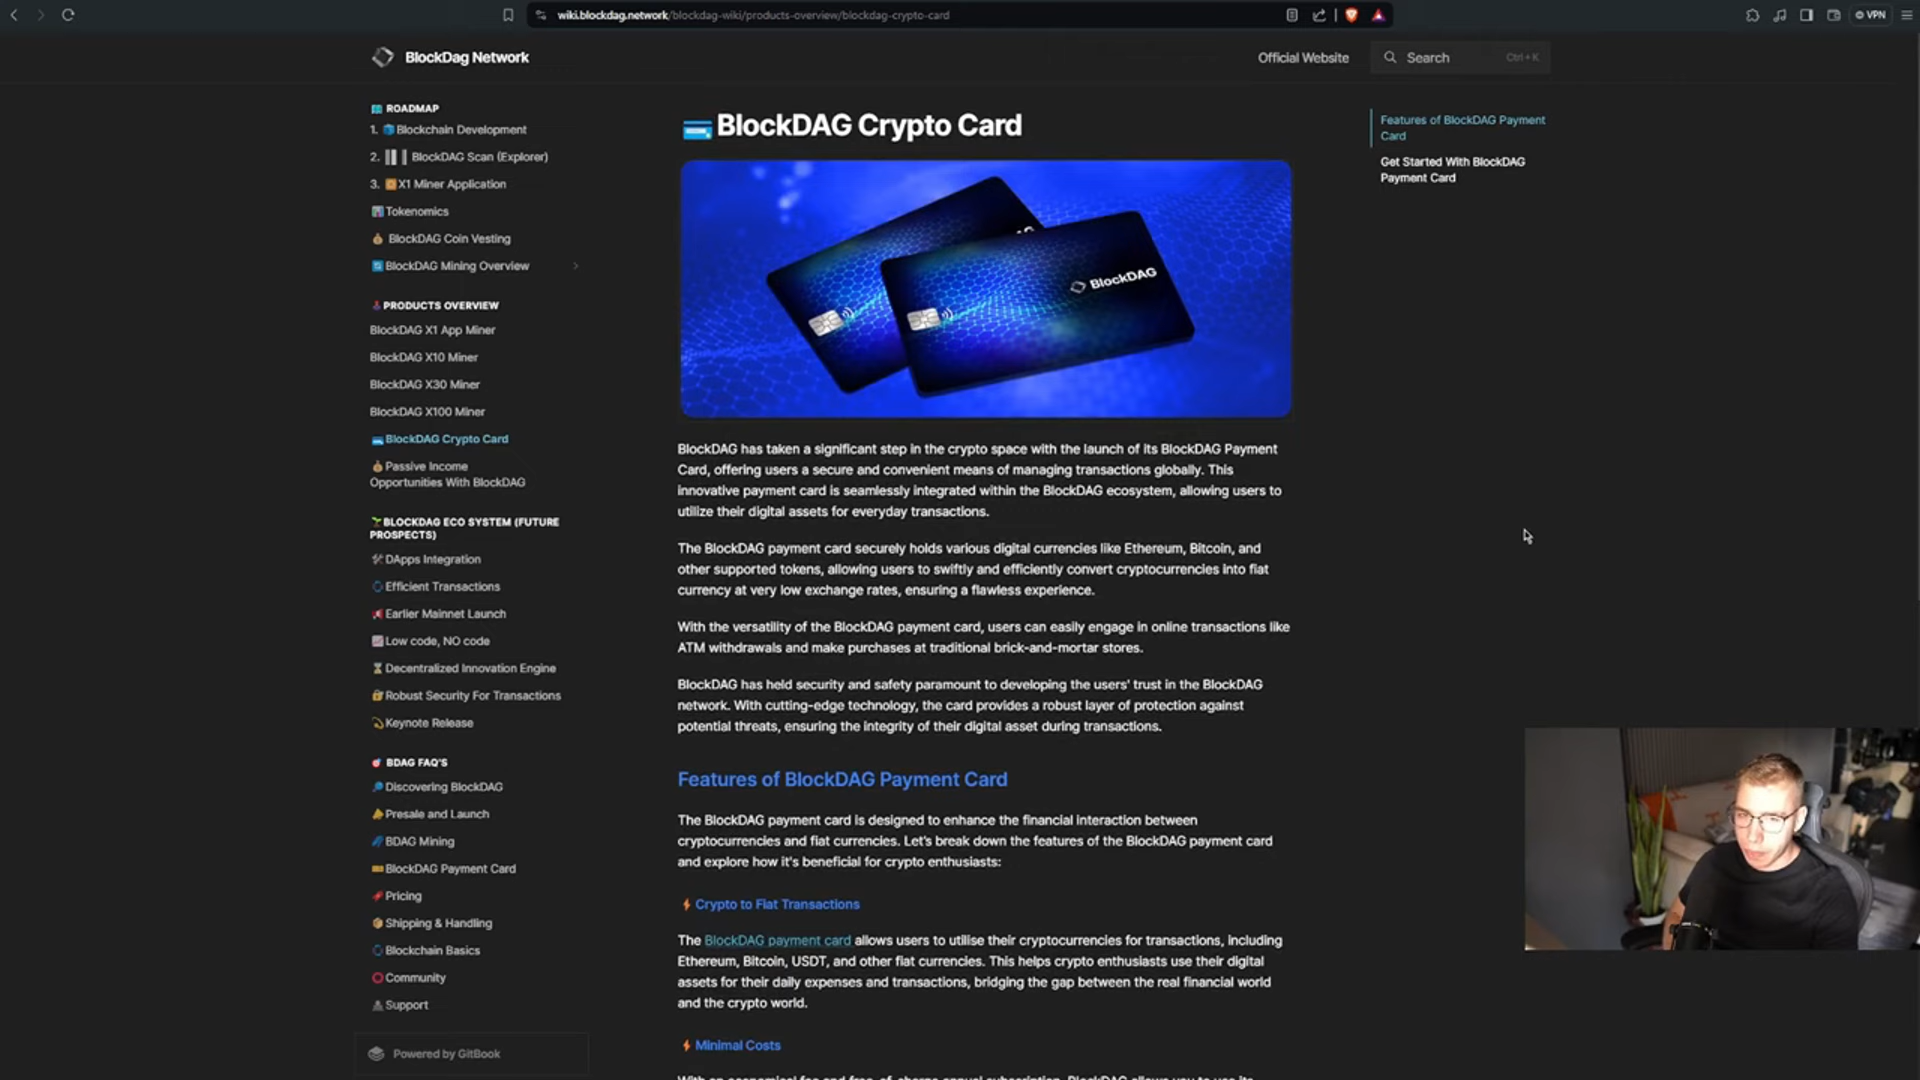 wiki.blockdag.network/blockdag-wiki/products-overview/blockdag-crypto-card
VPN
BlockDag Network
Official Website
Search
Ctrl+K
ROADMAP
1. Blockchain Development
2. BlockDAG Scan (Explorer)
3. X1 Miner Application
Tokenomics
BlockDAG Coin Vesting
BlockDAG Mining Overview
PRODUCTS OVERVIEW
BlockDAG X1 App Miner
BlockDAG X10 Miner
BlockDAG X30 Miner
BlockDAG X100 Miner
BlockDAG Crypto Card
Passive Income
Opportunities With BlockDAG
BLOCKDAG ECO SYSTEM (FUTURE
PROSPECTS)
DApps Integration
Efficient Transactions
Earlier Mainnet Launch
Low code, NO code
Decentralized Innovation Engine
Robust Security For Transactions
Keynote Release
BDAG FAQ'S
Discovering BlockDAG
Presale and Launch
BDAG Mining
BlockDAG Payment Card
Pricing
Shipping & Handling
Blockchain Basics
Community
Support
Powered by GitBook
BlockDAG Crypto Card
BlockDAG
BlockDAG has taken a significant step in the crypto space with the launch of its BlockDAG Payment
Card, offering users a secure and convenient means of managing transactions globally. This
innovative payment card is seamlessly integrated within the BlockDAG ecosystem, allowing users to
utilize their digital assets for everyday transactions.
The BlockDAG payment card securely holds various digital currencies like Ethereum, Bitcoin, and
other supported tokens, allowing users to swiftly and efficiently convert cryptocurrencies into fiat
currency at very low exchange rates, ensuring a flawless experience.
With the versatility of the BlockDAG payment card, users can easily engage in online transactions like
ATM withdrawals and make purchases at traditional brick-and-mortar stores.
BlockDAG has held security and safety paramount to developing the users' trust in the BlockDAG
network. With cutting-edge technology, the card provides a robust layer of protection against
potential threats, ensuring the integrity of their digital asset during transactions.
Features of BlockDAG Payment Card
The BlockDAG payment card is designed to enhance the financial interaction between
cryptocurrencies and fiat currencies. Let's break down the features of the BlockDAG payment card
and explore how it's beneficial for crypto enthusiasts:
Crypto to Fiat Transactions
The BlockDAG payment card allows users to utilise their cryptocurrencies for transactions, including
Ethereum, Bitcoin, USDT, and other fiat currencies. This helps crypto enthusiasts use their digital
assets for their daily expenses and transactions, bridging the gap between the real financial world
and the crypto world.
Minimal Costs
With an economical fee and free-of-charge annual subscription, BlockDAG allows you to use its
Features of BlockDAG Payment
Card
Get Started With BlockDAG
Payment Card